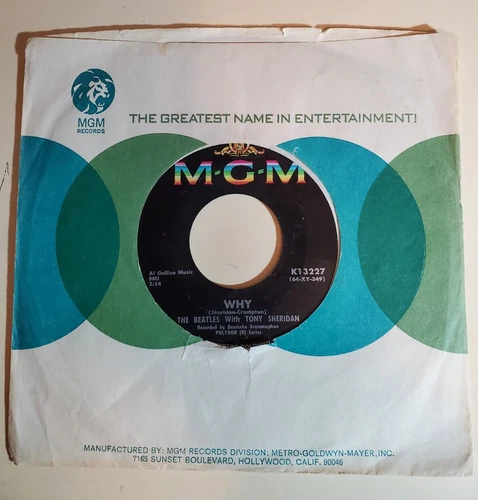 MGM
RECORDS
THE GREATEST NAME IN ENTERTAINMENT!
M-G-M
Al Gallico Music
BMI
2:54
K13227
(64-XY-349)
WHY
(Sheridan-Crompton)
THE BEATLES With TONY SHERIDAN
Recorded by Deutsche Grammophon
POLYDOR (R) Series
MANUFACTURED BY: MGM RECORDS DIVISION; METRO-GOLDWYN-MAYER, INC.
7165 SUNSET BOULEVARD, HOLLYWOOD, CALIF. 90046